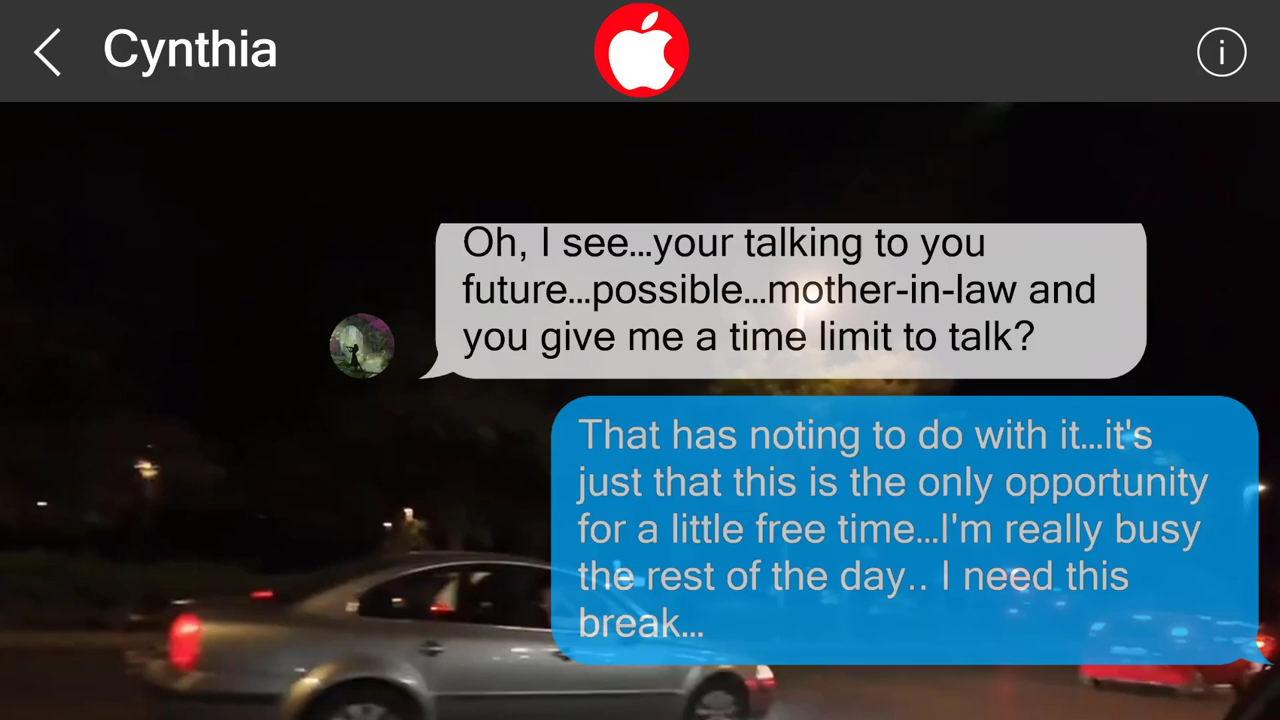 Cynthia
i
Oh, I see...your talking to you
future...possible...mother-in-law and
you give me a time limit to talk?
That has noting to do with it...it's
just that this is the only opportunity
for a little free time...I'm really busy
the rest of the day.. I need this
break...